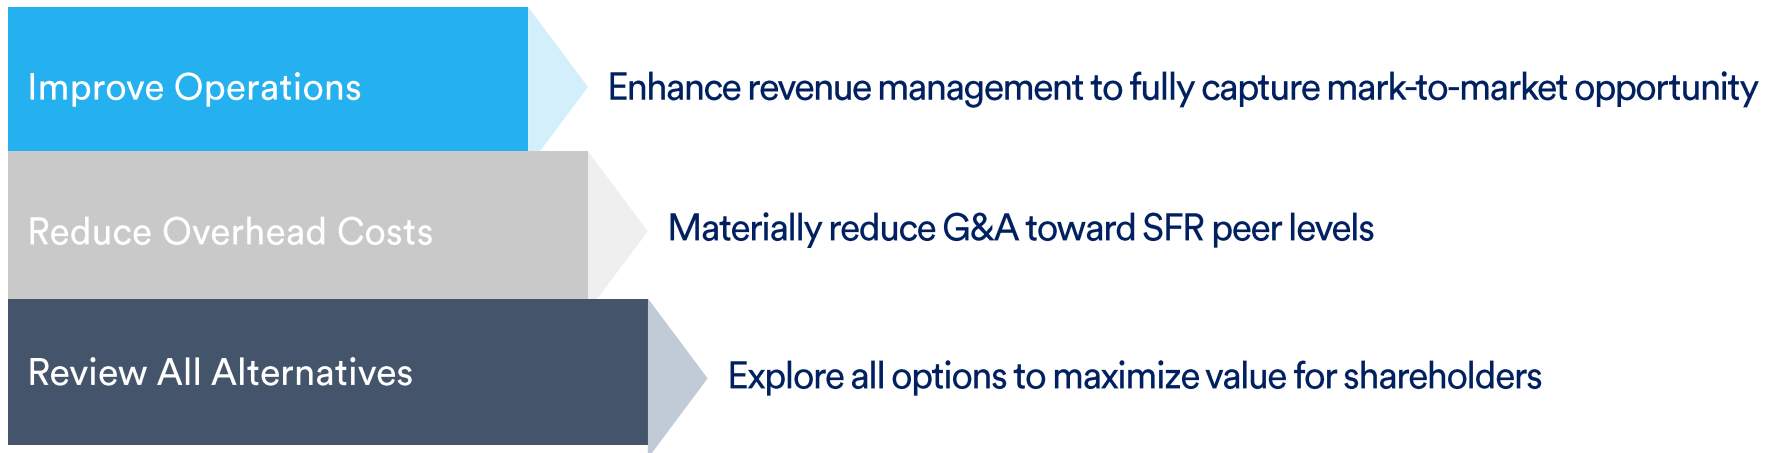 Improve Operations
Enhance revenue management to fully capture mark-to-market opportunity
Reduce Overhead Costs
Materially reduce G&A toward SFR peer levels
Review All Alternatives
Explore all options to maximize value for shareholders